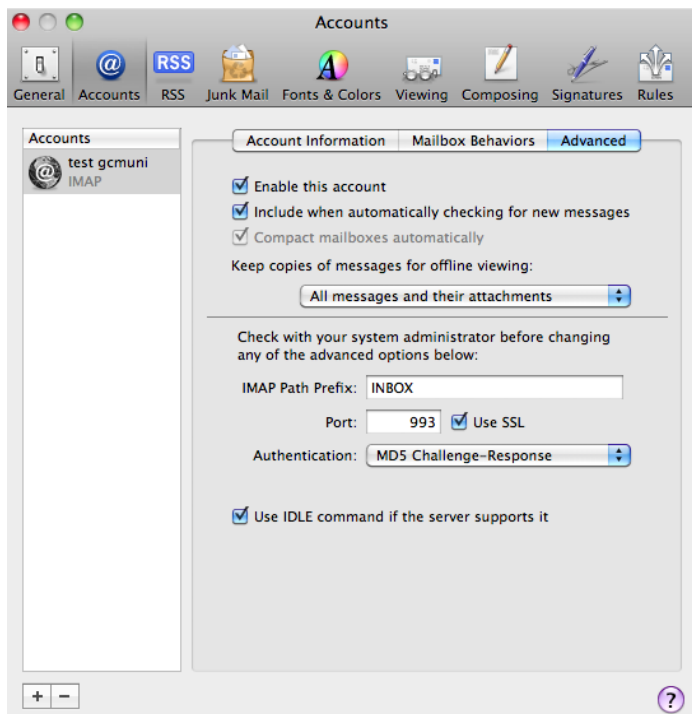 Accounts
General Accounts RSS Junk Mail Fonts & Colors Viewing Composing Signatures Rules
RSS
Accounts
test gcmuni
IMAP
Account Information Mailbox Behaviors Advanced
Enable this account
Include when automatically checking for new messages
Compact mailboxes automatically
Keep copies of messages for offline viewing:
All messages and their attachments
Check with your system administrator before changing
any of the advanced options below:
IMAP Path Prefix: INBOX
Port: 993 Use SSL
Authentication: MD5 Challenge-Response
Use IDLE command if the server supports it
+ − ?